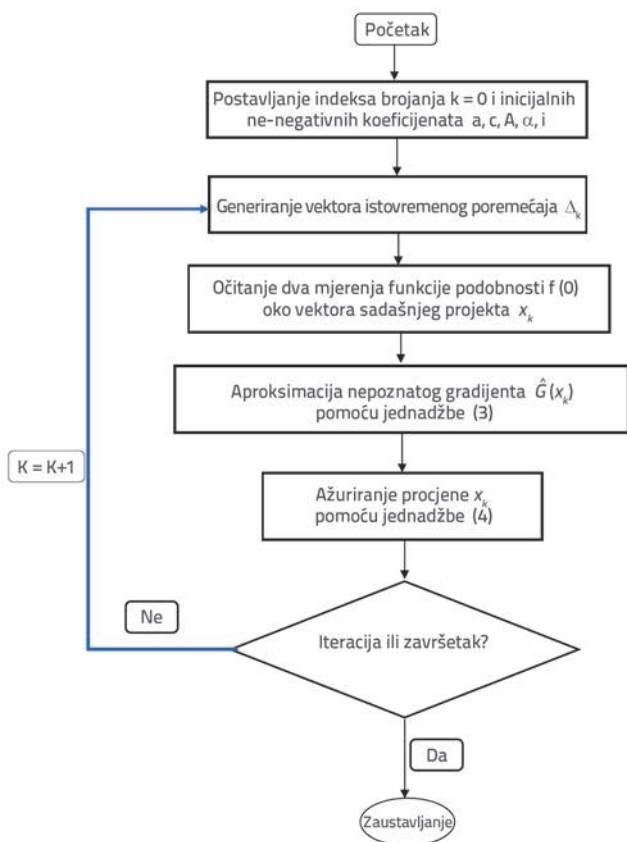 Početak
Postavljanje indeksa brojanja k = 0 i inicijalnih
ne-negativnih koeficijenata a, c, A, α, i
Generiranje vektora istovremenog poremećaja Δk
Očitanje dva mjerenja funkcije podobnosti f (0)
oko vektora sadašnjeg projekta xk
Aproksimacija nepoznatog gradijenta Ĝ(xk)
pomoću jednadžbe (3)
K = K+1
Ažuriranje procjene xk
pomoću jednadžbe (4)
Ne
Iteracija ili završetak?
Da
Zaustavljanje